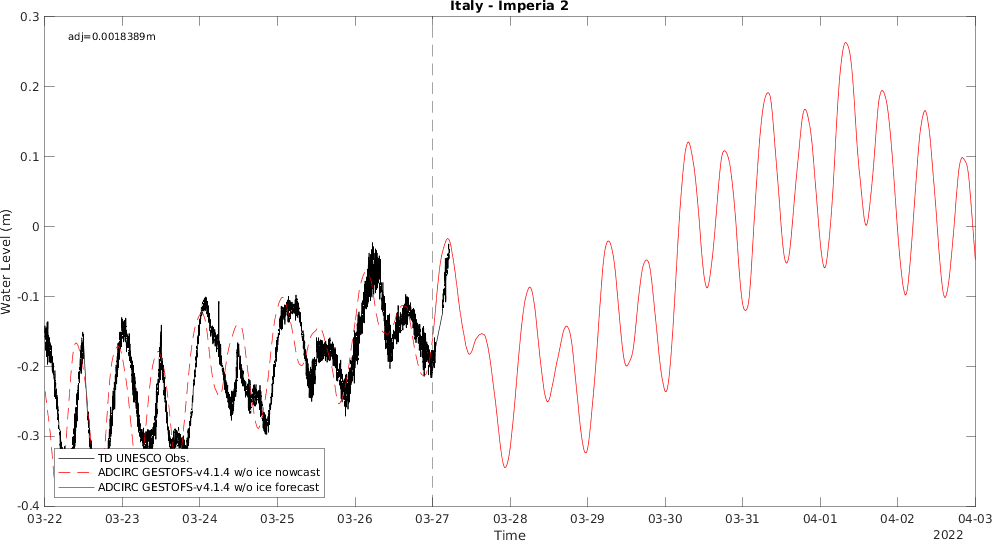 Italy - Imperia 2
adj=0.0018389m
0.3
0.2
0.1
0
-0.1
-0.2
-0.3
-0.4
Water Level (m)
TD UNESCO Obs.
ADCIRC GESTOFS-v4.1.4 w/o ice nowcast
ADCIRC GESTOFS-v4.1.4 w/o ice forecast
03-22 03-23 03-24 03-25 03-26 03-27 03-28 03-29 03-30 03-31 04-01 04-02 04-03
Time
2022